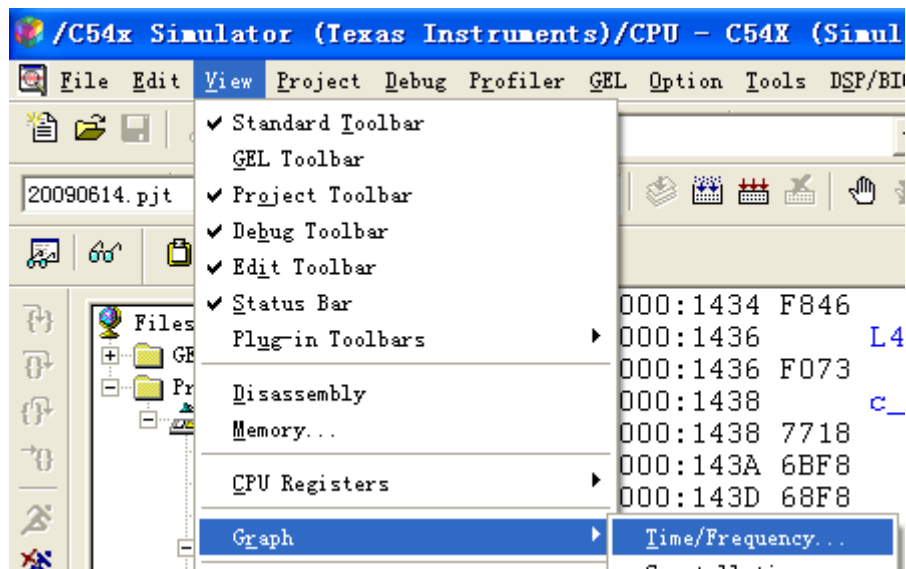 /C54x Simulator (Texas Instruments)/CPU - C54X (Simul
File Edit View Project Debug Profiler GEL Option Tools DSP/BI
Standard Toolbar
GEL Toolbar
20090614.pjt
Project Toolbar
Debug Toolbar
Edit Toolbar
Status Bar
Plug-in Toolbars
Disassembly
Memory...
CPU Registers
Graph
Time/Frequency...
Files
GE
Pr
000:1434 F846
000:1436 L4
000:1436 F073
000:1438 c_
000:1438 7718
000:143A 6BF8
000:143D 68F8